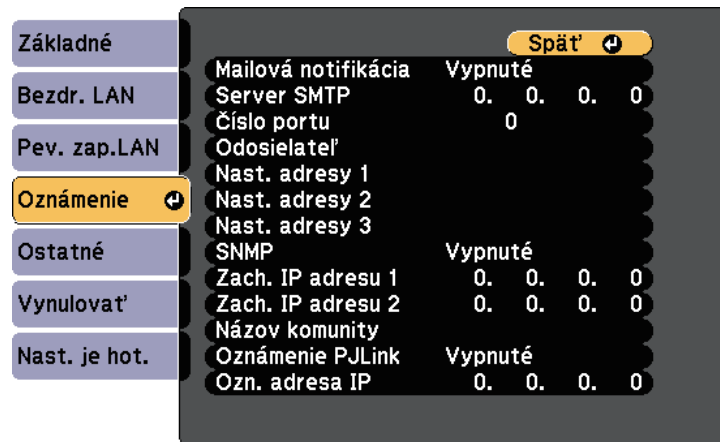 Základné
Bezdr. LAN
Pev. zap.LAN
Oznámenie
Ostatné
Vynulovať
Nast. je hot.
Späť
Mailová notifikácia Vypnuté
Server SMTP 0. 0. 0. 0
Číslo portu 0
Odosielateľ
Nast. adresy 1
Nast. adresy 2
Nast. adresy 3
SNMP Vypnuté
Zach. IP adresu 1 0. 0. 0. 0
Zach. IP adresu 2 0. 0. 0. 0
Názov komunity
Oznámenie PJLink Vypnuté
Ozn. adresa IP 0. 0. 0. 0